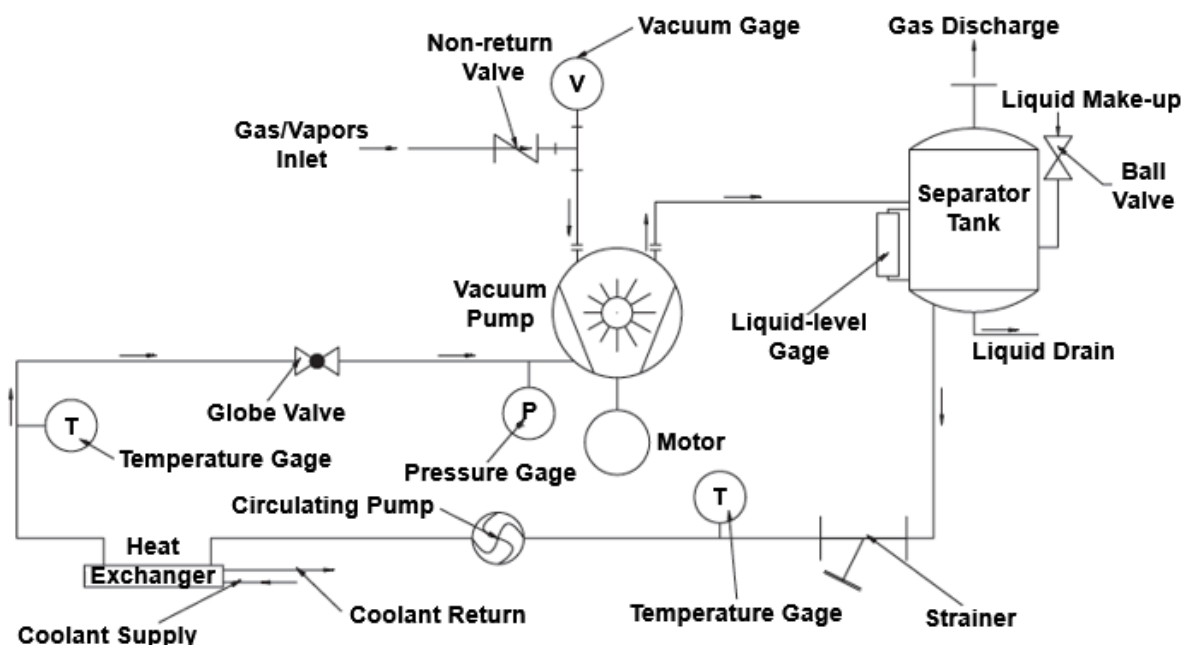 Gas Discharge
Vacuum Gage
Non-return
Valve
V
Liquid Make-up
Gas/Vapors
Inlet
Ball
Valve
Separator
Tank
Vacuum
Pump
Liquid-level
Gage
Liquid Drain
Globe Valve
P
T
Temperature Gage
Pressure Gage
Motor
Circulating Pump
T
Heat
Exchanger
Coolant Return
Coolant Supply
Temperature Gage
Strainer